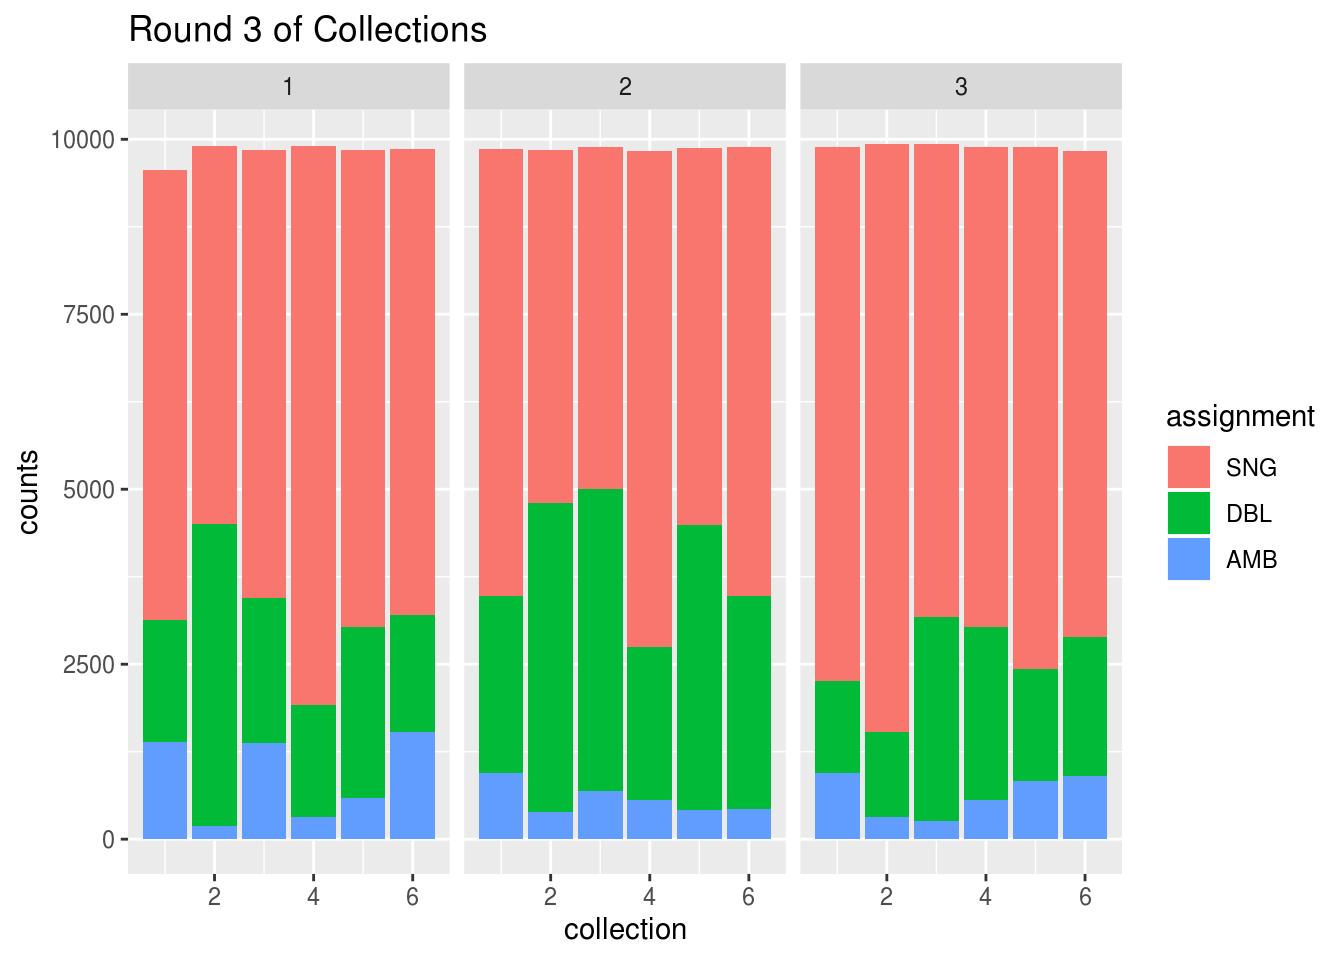 Round 3 of Collections
1
2
3
10000
7500
5000
2500
0
counts
2 4 6
2 4 6
2 4 6
collection
assignment
SNG
DBL
AMB